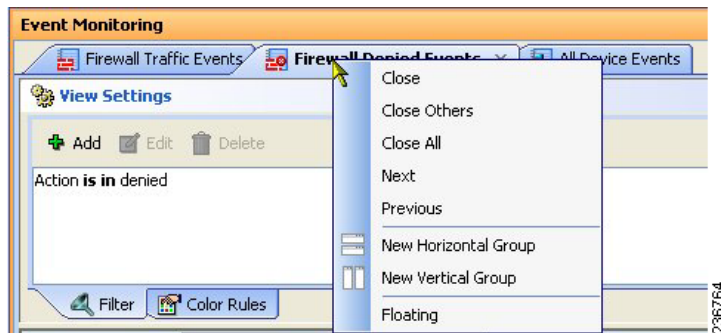 Event Monitoring
Firewall Traffic Events Firewall Denied Events All Device Events
View Settings
Add Edit Delete
Action is in denied
Close
Close Others
Close All
Next
Previous
New Horizontal Group
New Vertical Group
Floating
Filter Color Rules